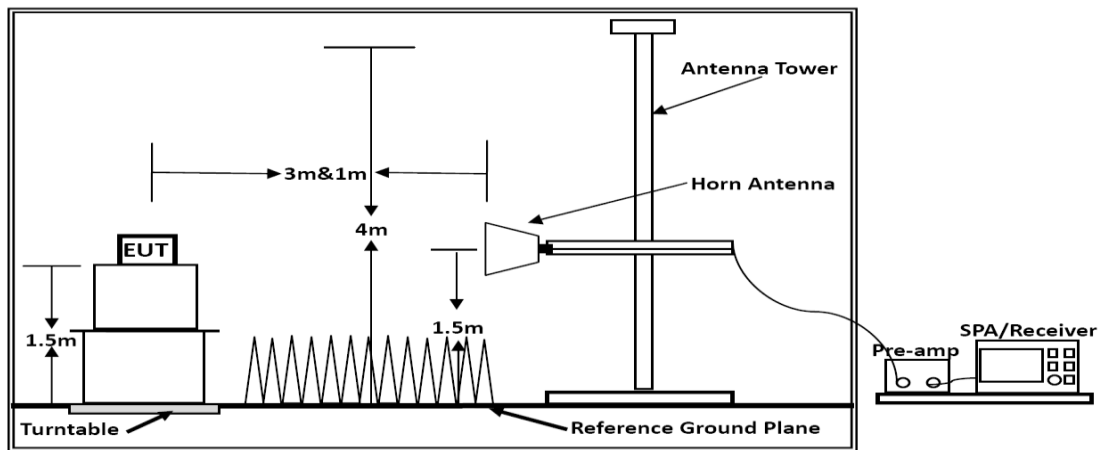 Antenna Tower
3m&1m
Horn Antenna
4m
EUT
1.5m
1.5m
SPA/Receiver
Pre-amp
Turntable
Reference Ground Plane